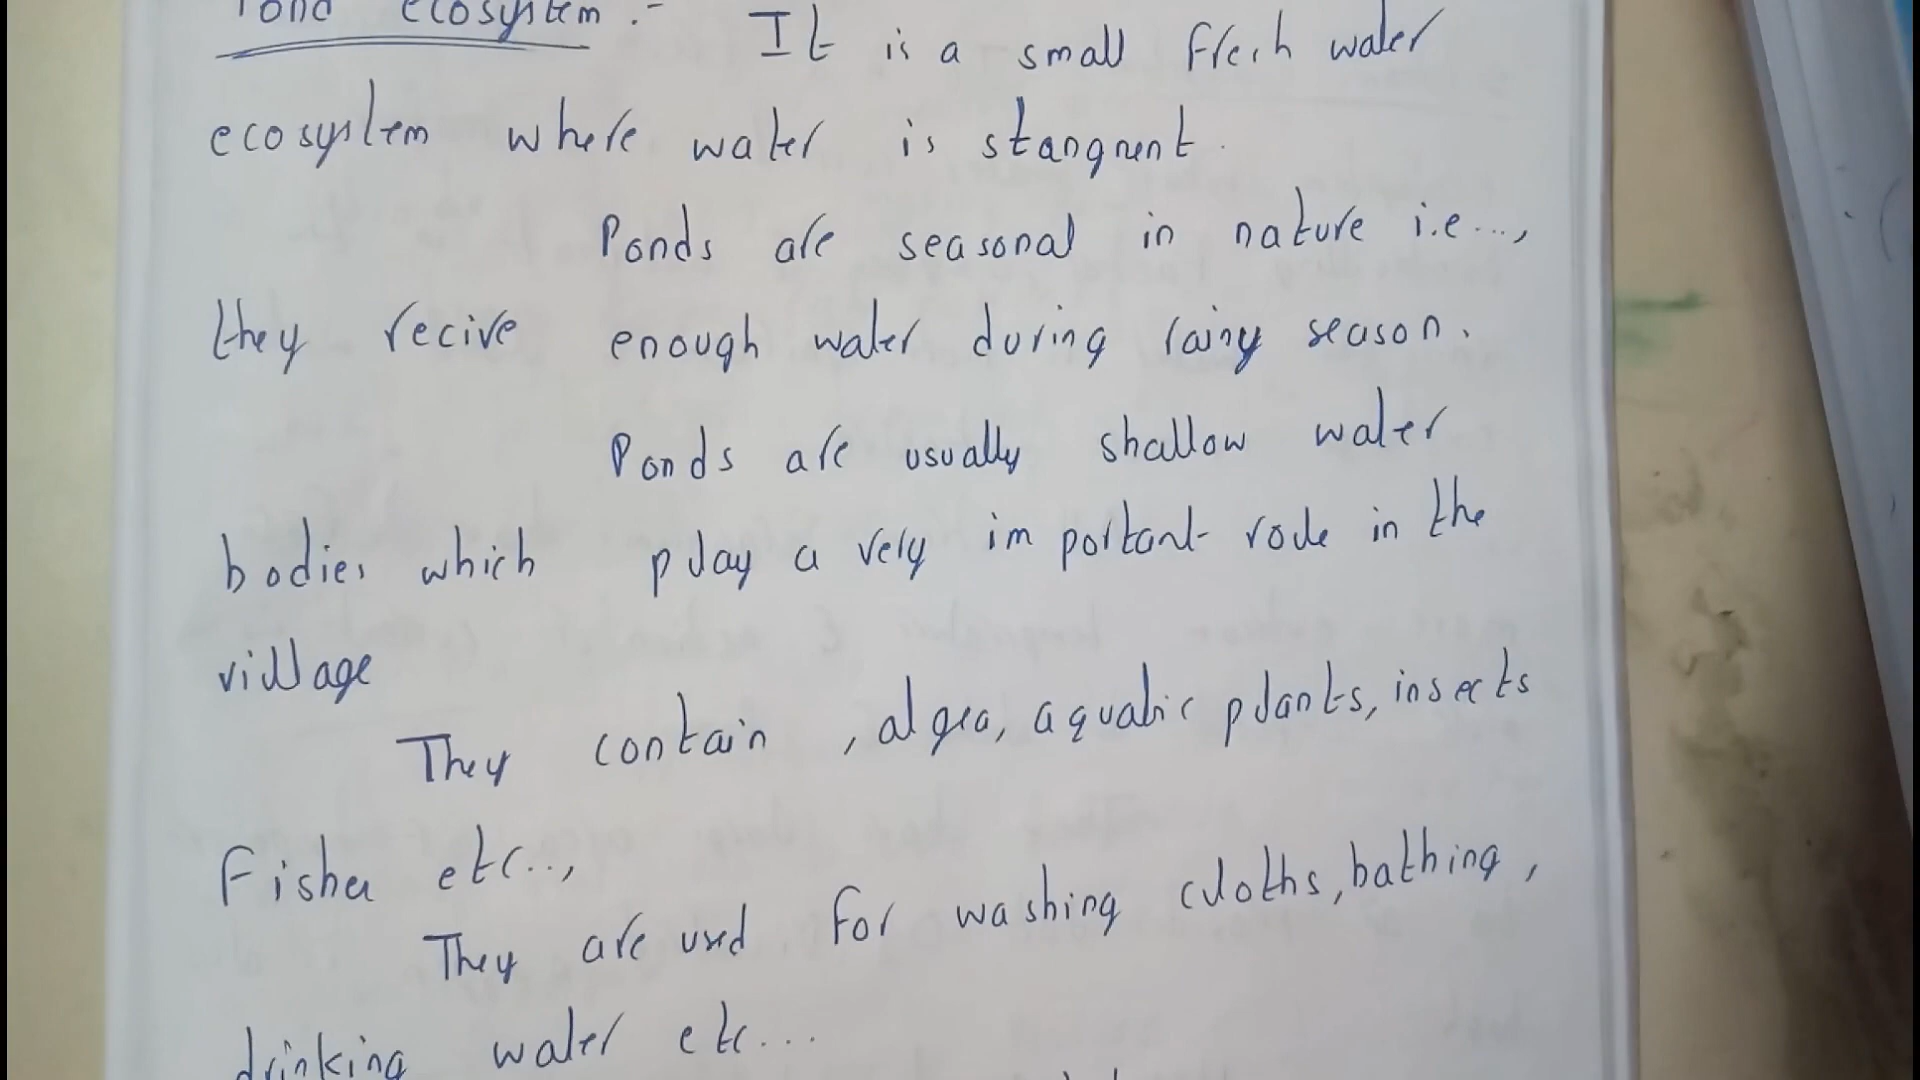 Pond ecosystem :- It is a small fresh water
ecosystem where water is stangnent.
Ponds are seasonal in nature i.e...,
they recive enough water during rainy season.
Ponds are usually shallow water
bodies which play a very important role in the
village
They contain , algea, aquatic plants, insects
Fishes etc..,
They are used for washing cloths, bathing,
drinking water etc...